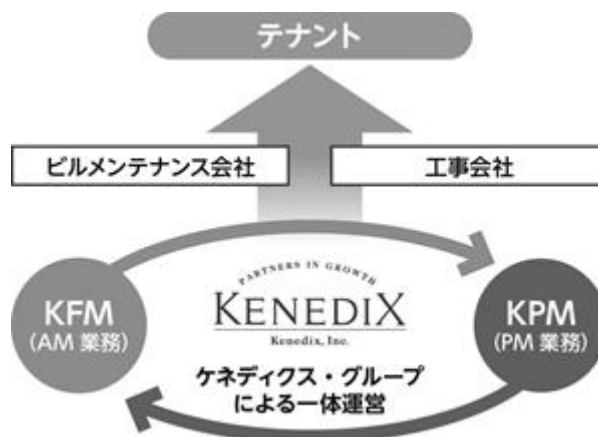 テナント
ビルメンテナンス会社
工事会社
PARTNERS IN GROWTH
KENEDIX
Kenedix, Inc.
KFM
(AM 業務)
KPM
(PM 業務)
ケネディクス・グループ
による一体運営